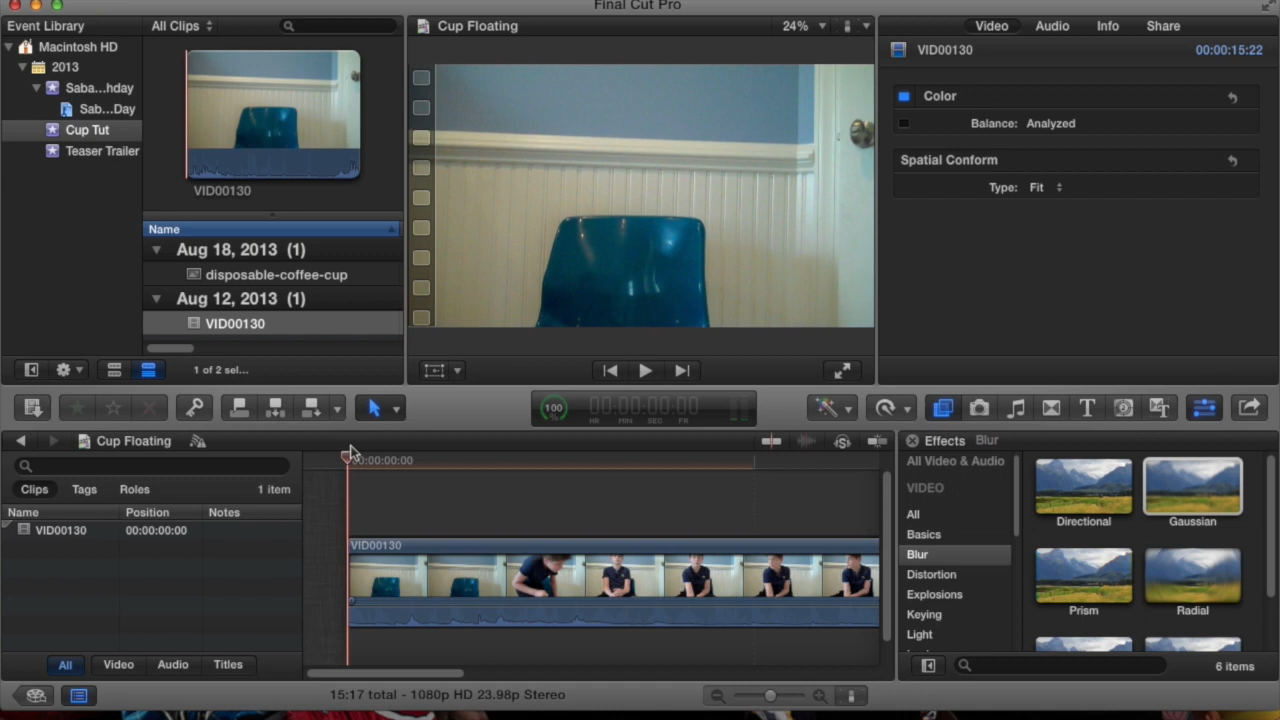 Final Cut Pro
Event Library
All Clips
Macintosh HD
2013
Saba...hday
Sab...Day
Cup Tut
Teaser Trailer
VID00130
Name
Aug 18, 2013 (1)
disposable-coffee-cup
Aug 12, 2013 (1)
VID00130
1 of 2 sel...
Cup Floating
24%
Video
Audio
Info
Share
VID00130
00:00:15:22
Color
Balance: Analyzed
Spatial Conform
Type: Fit
100
%
00:00:00:00
HR MIN SEC FR
Cup Floating
Clips
Tags
Roles
1 item
Name
Position
Notes
VID00130
00:00:00:00
All
Video
Audio
Titles
00:00:00:00
VID00130
Effects
Blur
All Video & Audio
VIDEO
All
Basics
Blur
Distortion
Explosions
Keying
Light
Directional
Gaussian
Prism
Radial
6 items
15:17 total - 1080p HD 23.98p Stereo